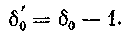 δ₀′ = δ₀ − 1.